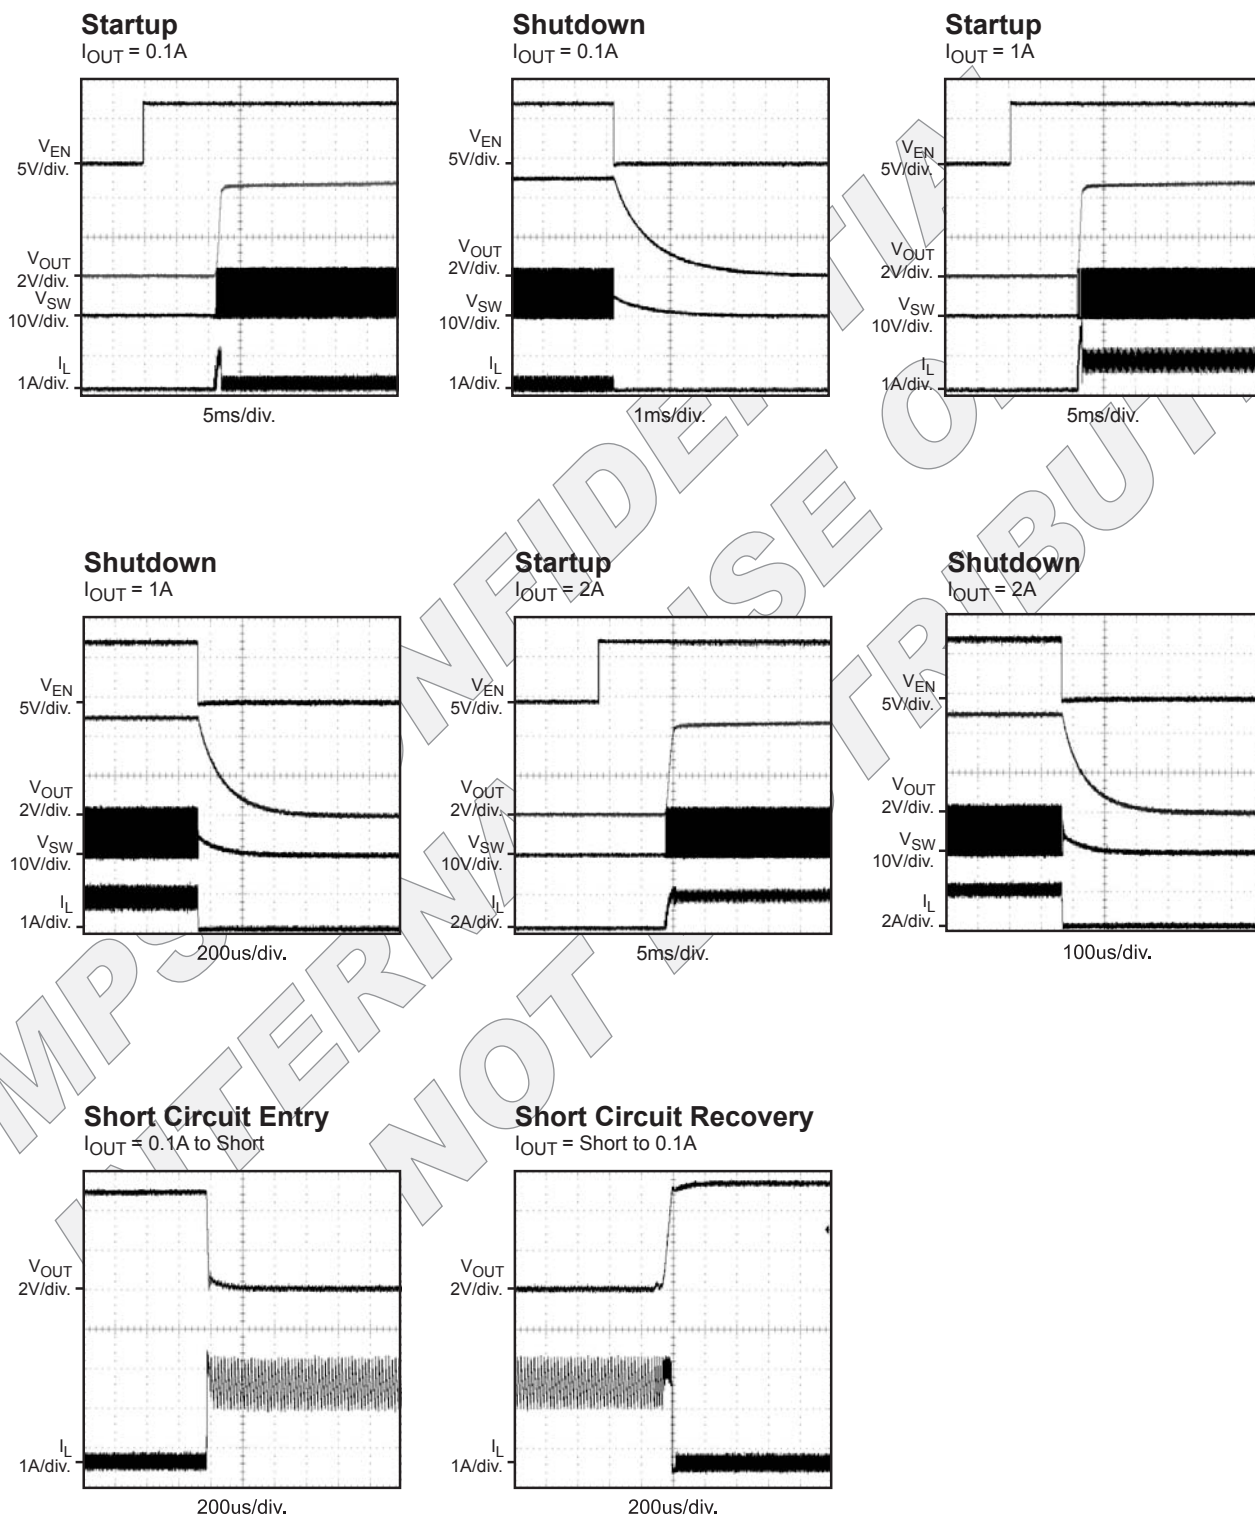 Startup
IOUT = 0.1A
VEN
5V/div.
VOUT
2V/div.
VSW
10V/div.
IL
1A/div.
5ms/div.
Shutdown
IOUT = 0.1A
VEN
5V/div.
VOUT
2V/div.
VSW
10V/div.
IL
1A/div.
1ms/div.
Startup
IOUT = 1A
VEN
5V/div.
VOUT
2V/div.
VSW
10V/div.
IL
1A/div.
5ms/div.
Shutdown
IOUT = 1A
VEN
5V/div.
VOUT
2V/div.
VSW
10V/div.
IL
1A/div.
200us/div.
Startup
IOUT = 2A
VEN
5V/div.
VOUT
2V/div.
VSW
10V/div.
IL
2A/div.
5ms/div.
Shutdown
IOUT = 2A
VEN
5V/div.
VOUT
2V/div.
VSW
10V/div.
IL
2A/div.
100us/div.
Short Circuit Entry
IOUT = 0.1A to Short
VOUT
2V/div.
IL
1A/div.
200us/div.
Short Circuit Recovery
IOUT = Short to 0.1A
VOUT
2V/div.
IL
1A/div.
200us/div.
MPS
NOT